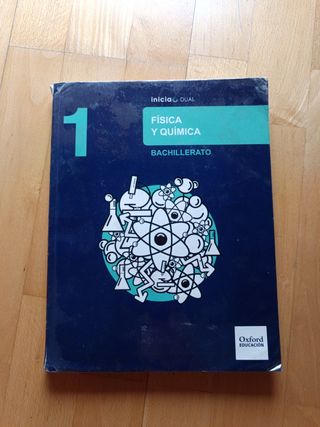 inicia DUAL
1
FÍSICA
Y QUÍMICA
BACHILLERATO
Oxford
EDUCACIÓN